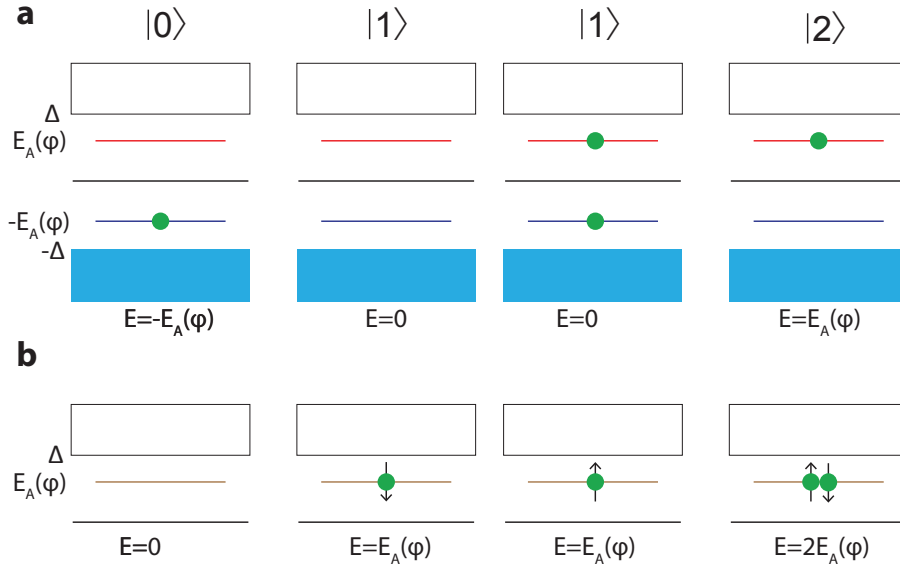 a
|0⟩ |1⟩ |1⟩ |2⟩
Δ
E_A(φ)
-E_A(φ)
-Δ
E=-E_A(φ) E=0 E=0 E=E_A(φ)
b
Δ
E_A(φ)
E=0 E=E_A(φ) E=E_A(φ) E=2E_A(φ)